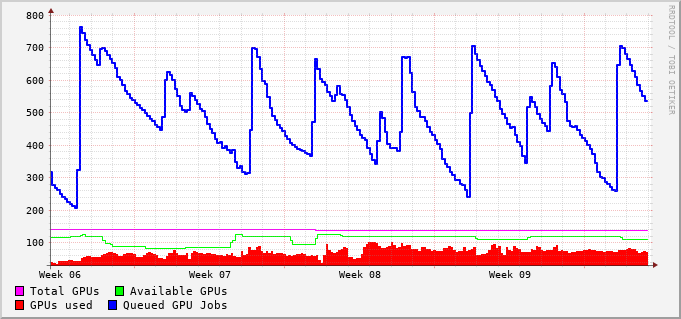 800
700
600
500
400
300
200
100
Week 06 Week 07 Week 08 Week 09
Total GPUs Available GPUs
GPUs used Queued GPU Jobs
RRDTOOL / TOBI OETIKER